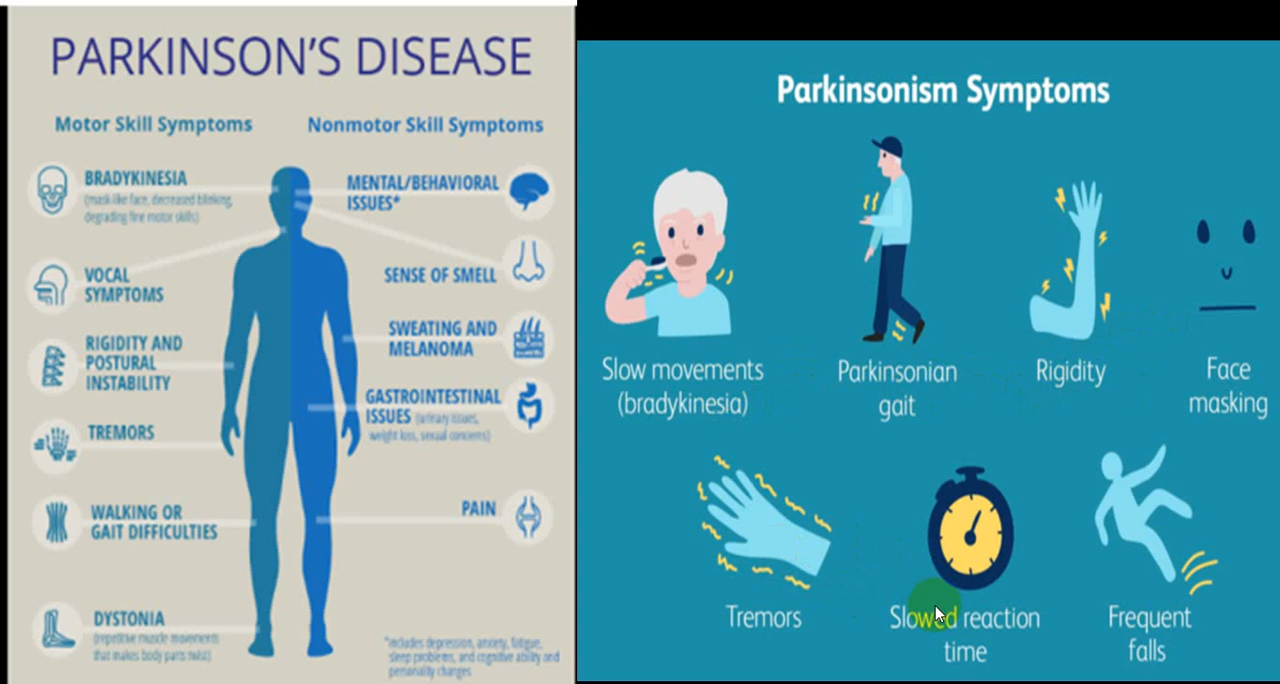 PARKINSON'S DISEASE
Motor Skill Symptoms
BRADYKINESIA
(mask-like face, decreased blinking,
degrading fine motor skills)
VOCAL
SYMPTOMS
RIGIDITY AND
POSTURAL
INSTABILITY
TREMORS
WALKING OR
GAIT DIFFICULTIES
DYSTONIA
(repetitive muscle movements
that makes body parts twist)
Nonmotor Skill Symptoms
MENTAL/BEHAVIORAL
ISSUES*
SENSE OF SMELL
SWEATING AND
MELANOMA
GASTROINTESTINAL
ISSUES (urinary issues,
weight loss, sexual concerns)
PAIN
*includes depression, anxiety, fatigue,
sleep problems, and cognitive ability and
personality changes
Parkinsonism Symptoms
Slow movements
(bradykinesia)
Parkinsonian
gait
Rigidity
Face
masking
Tremors
Slowed reaction
time
Frequent
falls